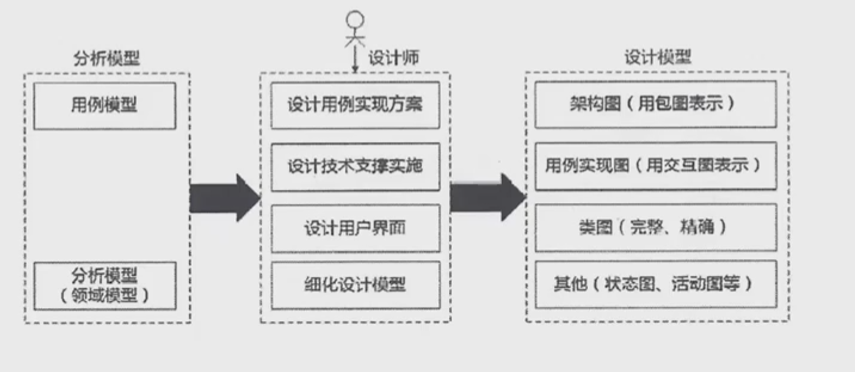 分析模型
用例模型
分析模型
(领域模型)
设计师
设计用例实现方案
设计技术支撑实施
设计用户界面
细化设计模型
设计模型
架构图(用包图表示)
用例实现图(用交互图表示)
类图(完整、精确)
其他(状态图、活动图等)